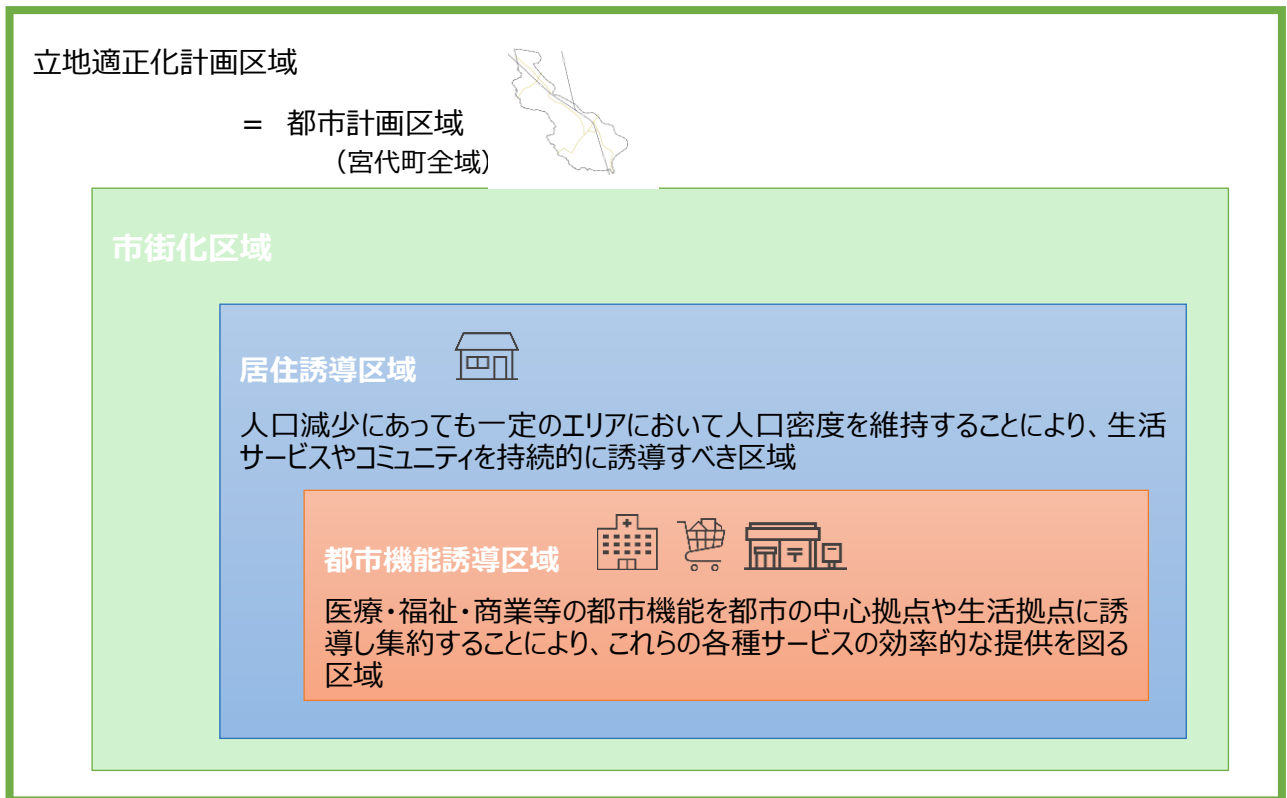 立地適正化計画区域
= 都市計画区域
（宮代町全域）
市街化区域
居住誘導区域
人口減少にあっても一定のエリアにおいて人口密度を維持することにより、生活
サービスやコミュニティを持続的に誘導すべき区域
都市機能誘導区域
医療・福祉・商業等の都市機能を都市の中心拠点や生活拠点に誘
導し集約することにより、これらの各種サービスの効率的な提供を図る
区域